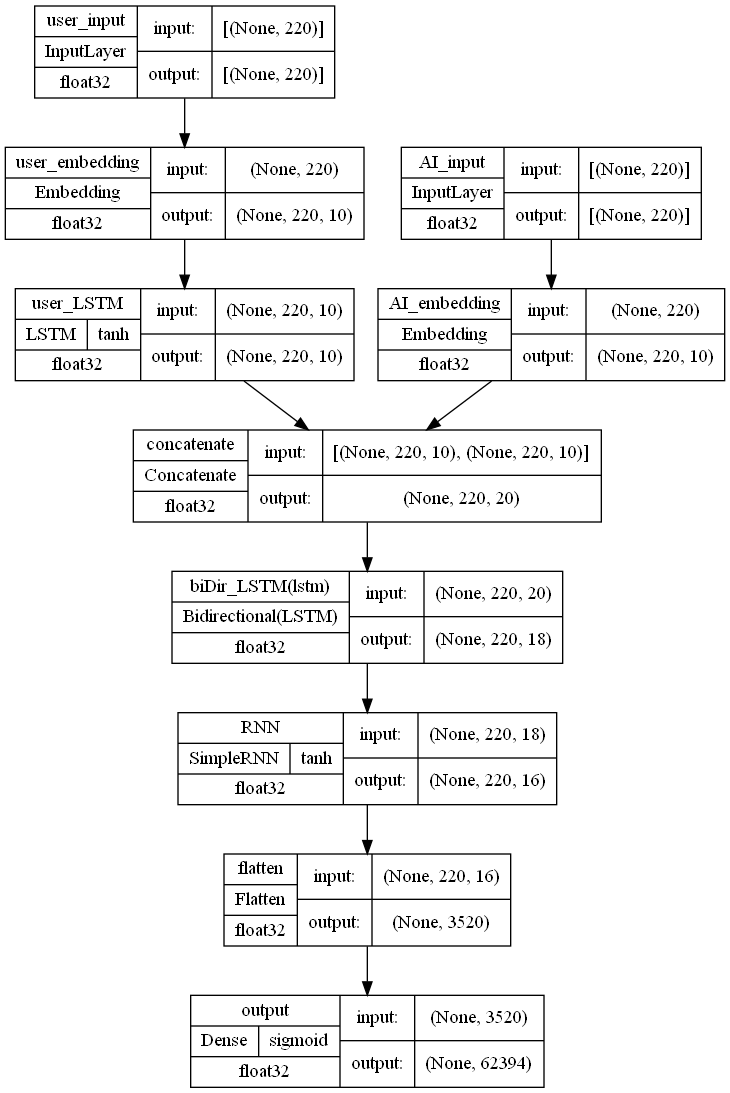 user_input
InputLayer
float32
input:
[(None, 220)]
output:
[(None, 220)]
user_embedding
Embedding
float32
input:
(None, 220)
output:
(None, 220, 10)
AI_input
InputLayer
float32
input:
[(None, 220)]
output:
[(None, 220)]
user_LSTM
LSTM tanh
float32
input:
(None, 220, 10)
output:
(None, 220, 10)
AI_embedding
Embedding
float32
input:
(None, 220)
output:
(None, 220, 10)
concatenate
Concatenate
float32
input:
[(None, 220, 10), (None, 220, 10)]
output:
(None, 220, 20)
biDir_LSTM(lstm)
Bidirectional(LSTM)
float32
input:
(None, 220, 20)
output:
(None, 220, 18)
RNN
SimpleRNN tanh
float32
input:
(None, 220, 18)
output:
(None, 220, 16)
flatten
Flatten
float32
input:
(None, 220, 16)
output:
(None, 3520)
output
Dense sigmoid
float32
input:
(None, 3520)
output:
(None, 62394)